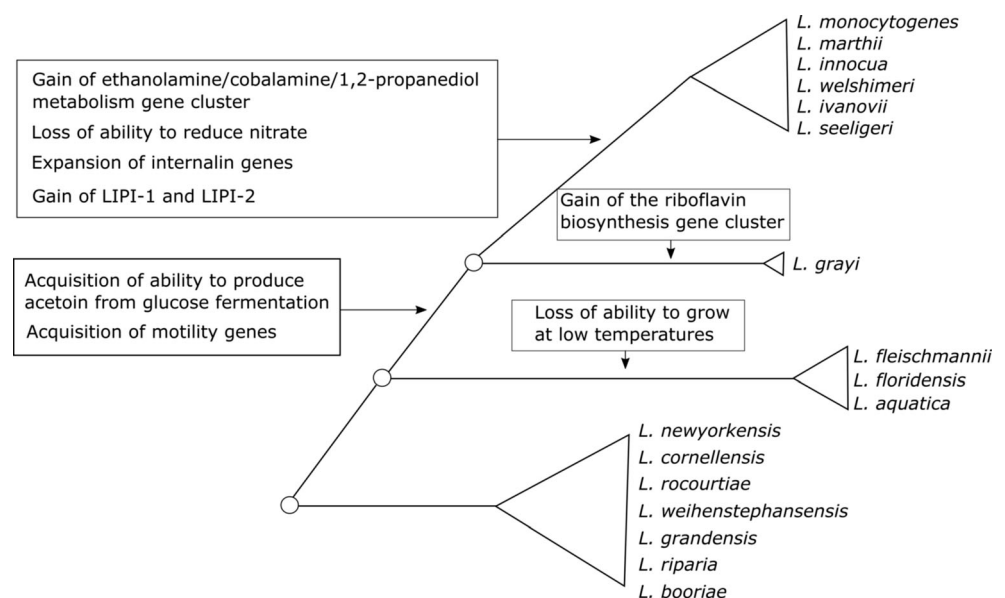 L. monocytogenes
L. marthii
L. innocua
L. welshimeri
L. ivanovii
L. seeligeri
Gain of ethanolamine/cobalamine/1,2-propanediol
metabolism gene cluster
Loss of ability to reduce nitrate
Expansion of internalin genes
Gain of LIPI-1 and LIPI-2
Gain of the riboflavin
biosynthesis gene cluster
L. grayi
Acquisition of ability to produce
acetoin from glucose fermentation
Acquisition of motility genes
Loss of ability to grow
at low temperatures
L. fleischmannii
L. floridensis
L. aquatica
L. newyorkensis
L. cornellensis
L. rocourtiae
L. weihenstephansensis
L. grandensis
L. riparia
L. booriae